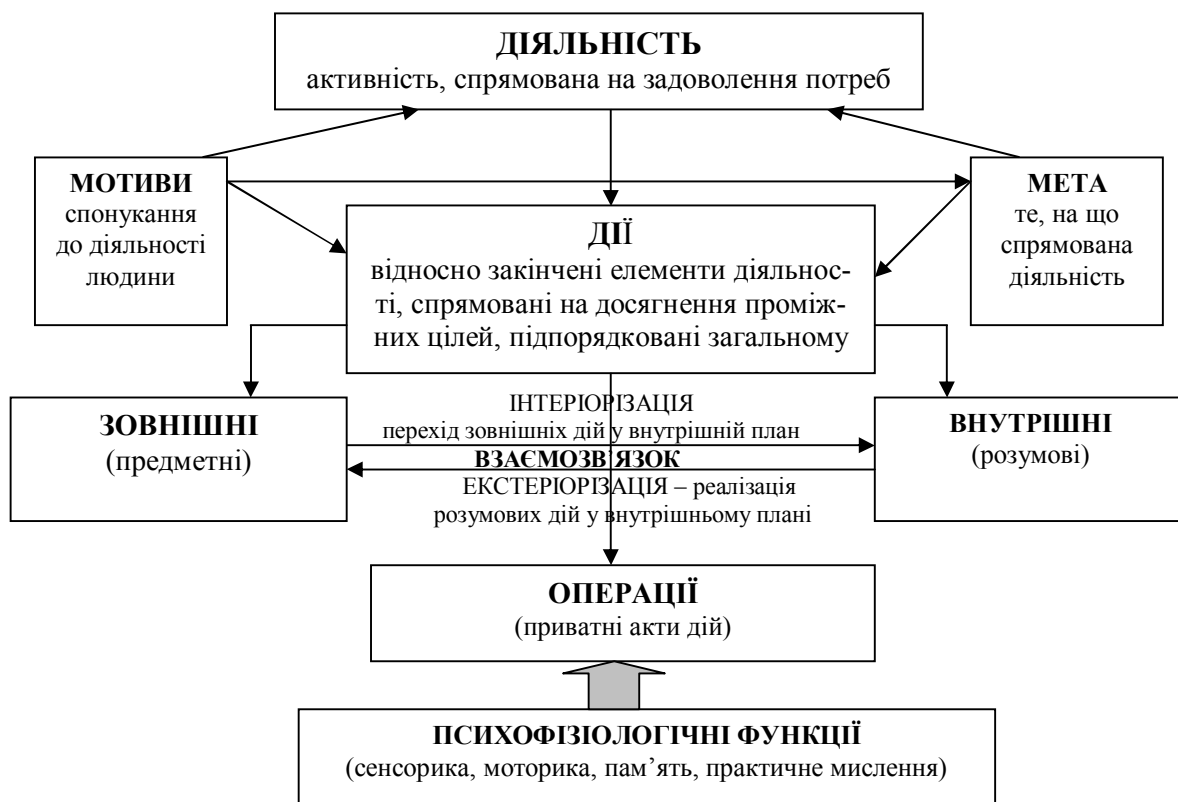 ДІЯЛЬНІСТЬ
активність, спрямована на задоволення потреб
МОТИВИ
спонукання
до діяльності
людини
МЕТА
те, на що
спрямована
діяльність
ДІЇ
відносно закінчені елементи діяльнос-
ті, спрямовані на досягнення проміж-
них цілей, підпорядковані загальному
ЗОВНІШНІ
(предметні)
ІНТЕРІОРІЗАЦІЯ
перехід зовнішніх дій у внутрішній план
ВЗАЄМОЗВ'ЯЗОК
ЕКСТЕРІОРІЗАЦІЯ – реалізація
розумових дій у внутрішньому плані
ВНУТРІШНІ
(розумові)
ОПЕРАЦІЇ
(приватні акти дій)
ПСИХОФІЗІОЛОГІЧНІ ФУНКЦІЇ
(сенсорика, моторика, пам’ять, практичне мислення)